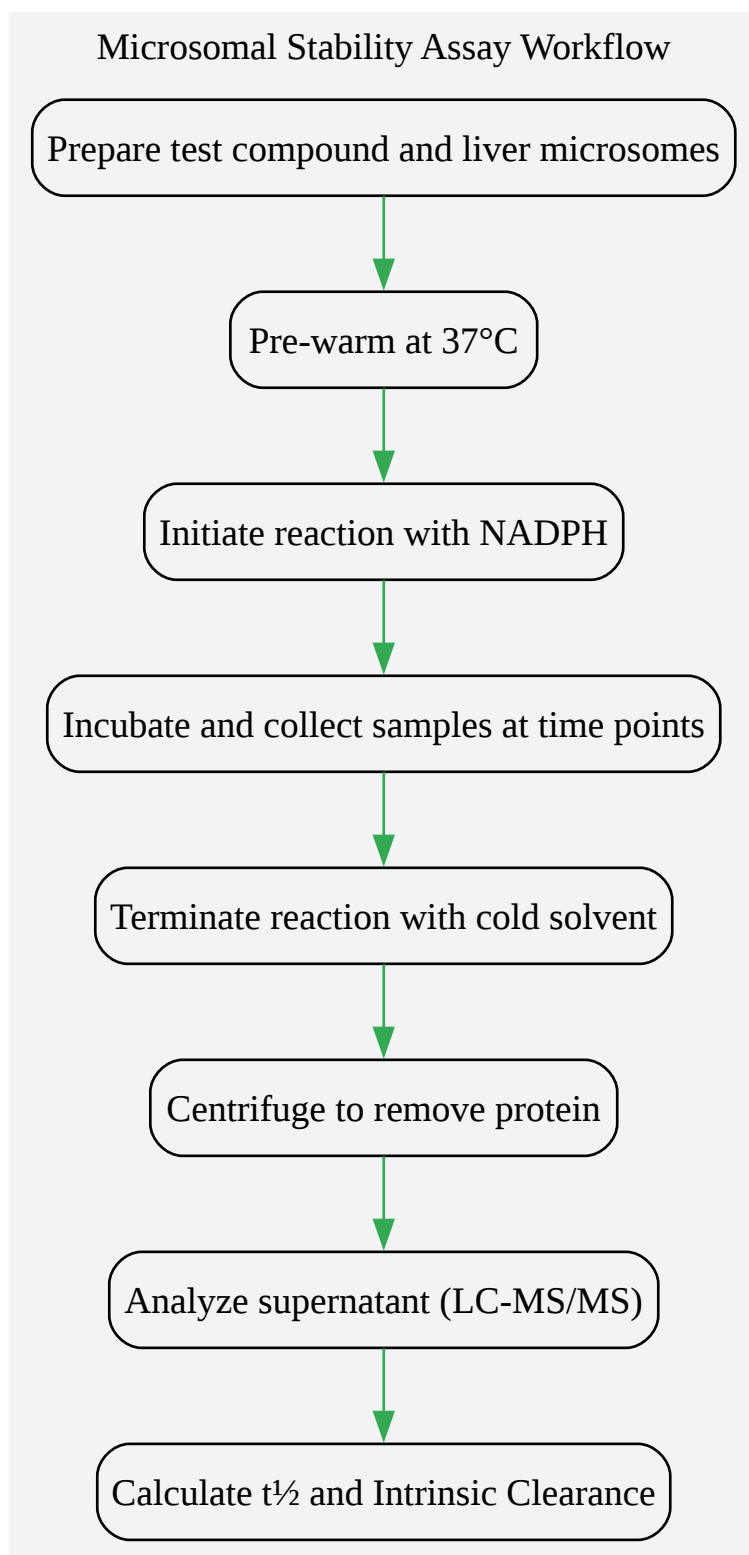 Microsomal Stability Assay Workflow
Prepare test compound and liver microsomes
Pre-warm at 37°C
Initiate reaction with NADPH
Incubate and collect samples at time points
Terminate reaction with cold solvent
Centrifuge to remove protein
Analyze supernatant (LC-MS/MS)
Calculate t½ and Intrinsic Clearance